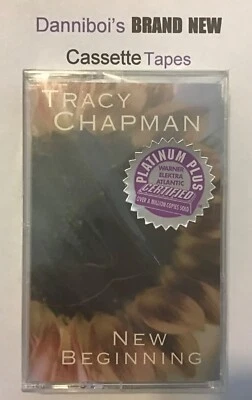 Danniboi's BRAND NEW
Cassette Tapes
TRACY
CHAPMAN
PLATINUM PLUS
WARNER
ELEKTRA
ATLANTIC
CERTIFIED
OVER A MILLION COPIES SOLD
NEW
BEGINNING